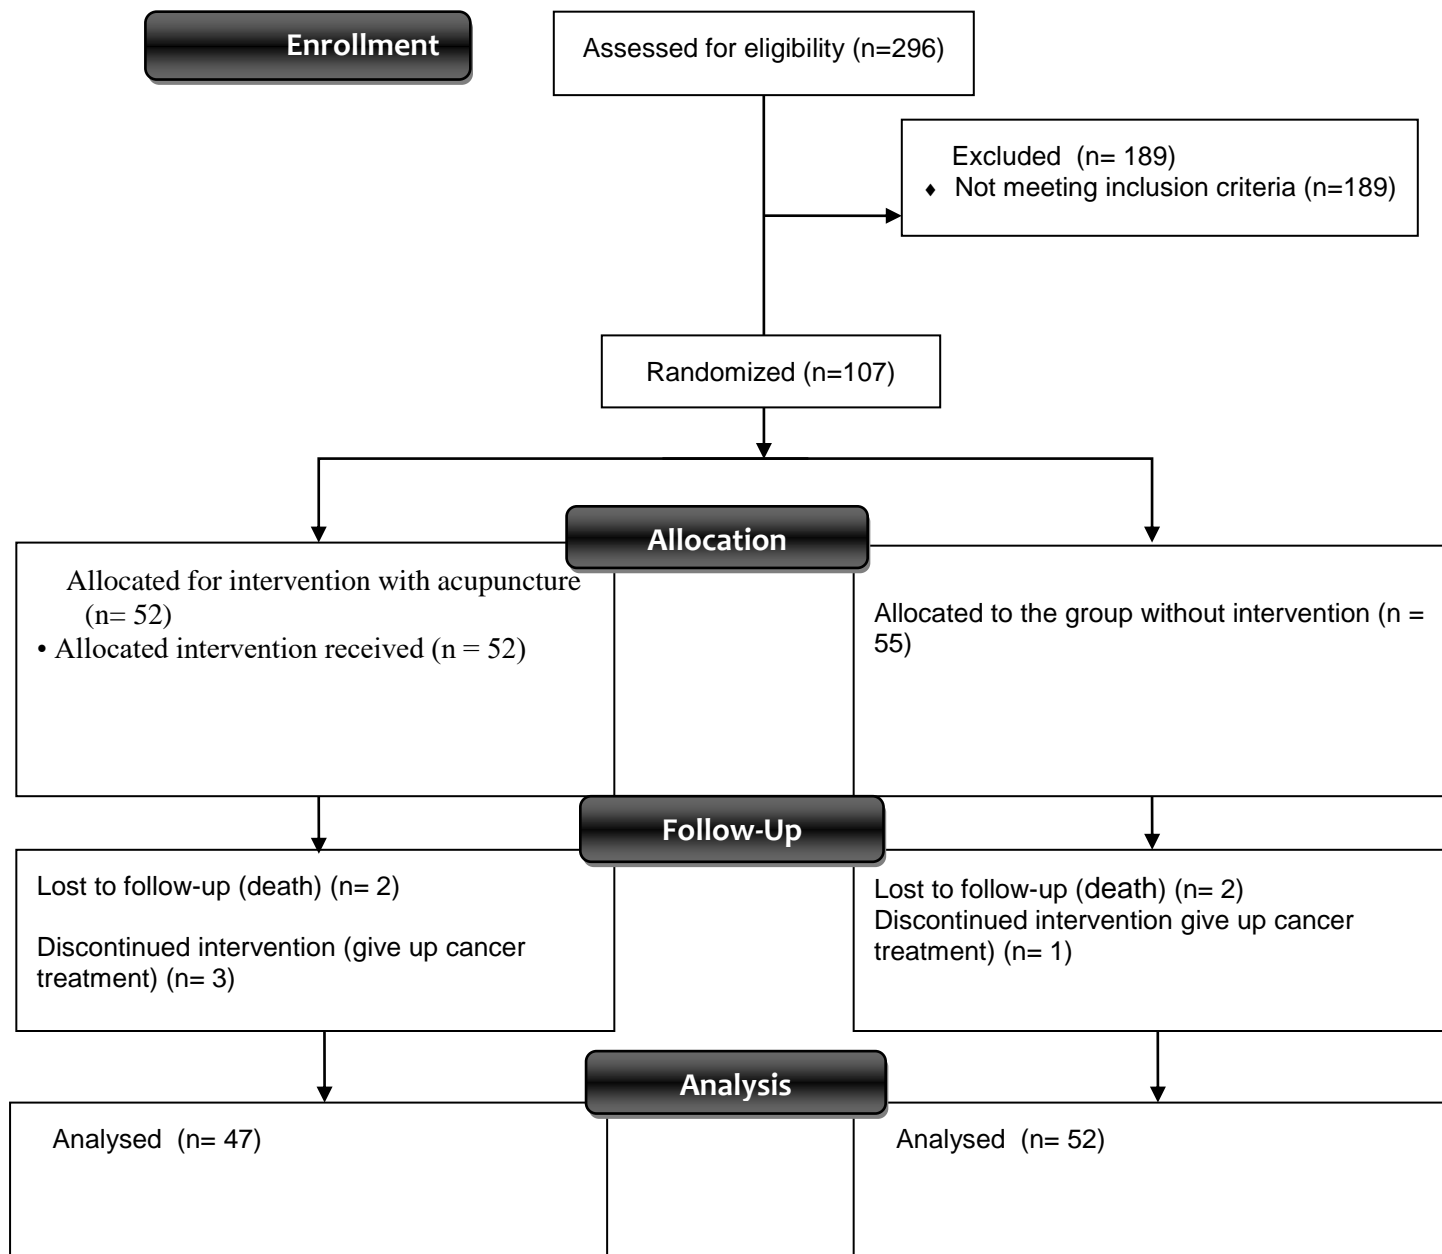 Enrollment
Assessed for eligibility (n=296)
Excluded  (n= 189)
♦ Not meeting inclusion criteria (n=189)
Randomized (n=107)
Allocation
Allocated for intervention with acupuncture
(n= 52)
• Allocated intervention received (n = 52)
Allocated to the group without intervention (n =
55)
Follow-Up
Lost to follow-up (death) (n= 2)
Discontinued intervention (give up cancer
treatment) (n= 3)
Lost to follow-up (death) (n= 2)
Discontinued intervention give up cancer
treatment) (n= 1)
Analysis
Analysed  (n= 47)
Analysed  (n= 52)